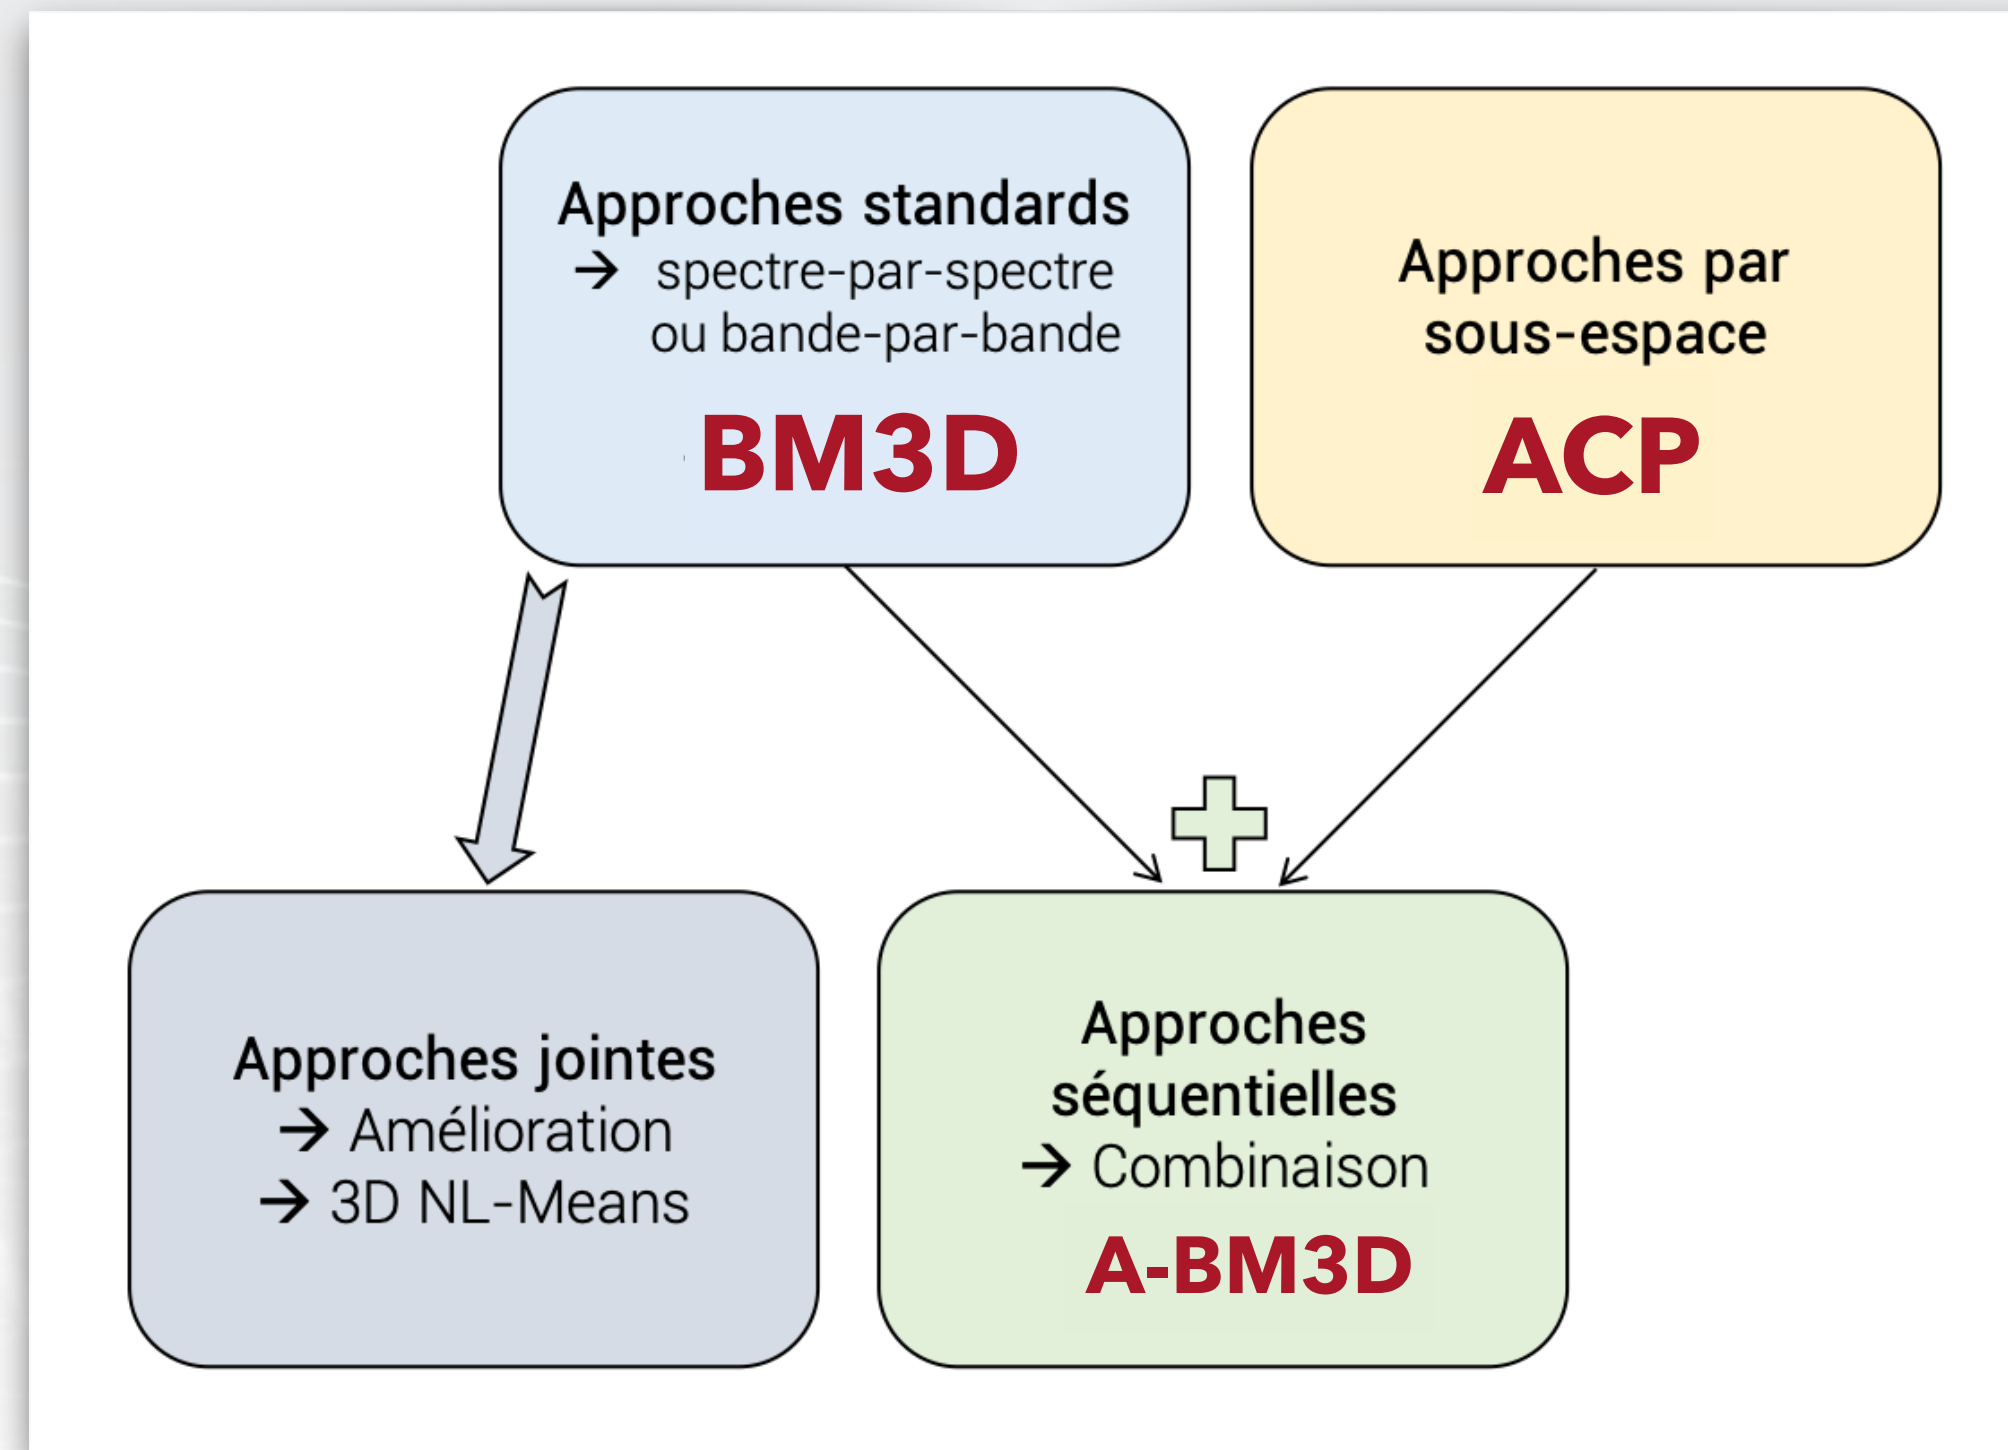 Approches standards
→ spectre-par-spectre
ou bande-par-bande
BM3D
Approches par
sous-espace
ACP
Approches jointes
→ Amélioration
→ 3D NL-Means
Approches
séquentielles
→ Combinaison
A-BM3D